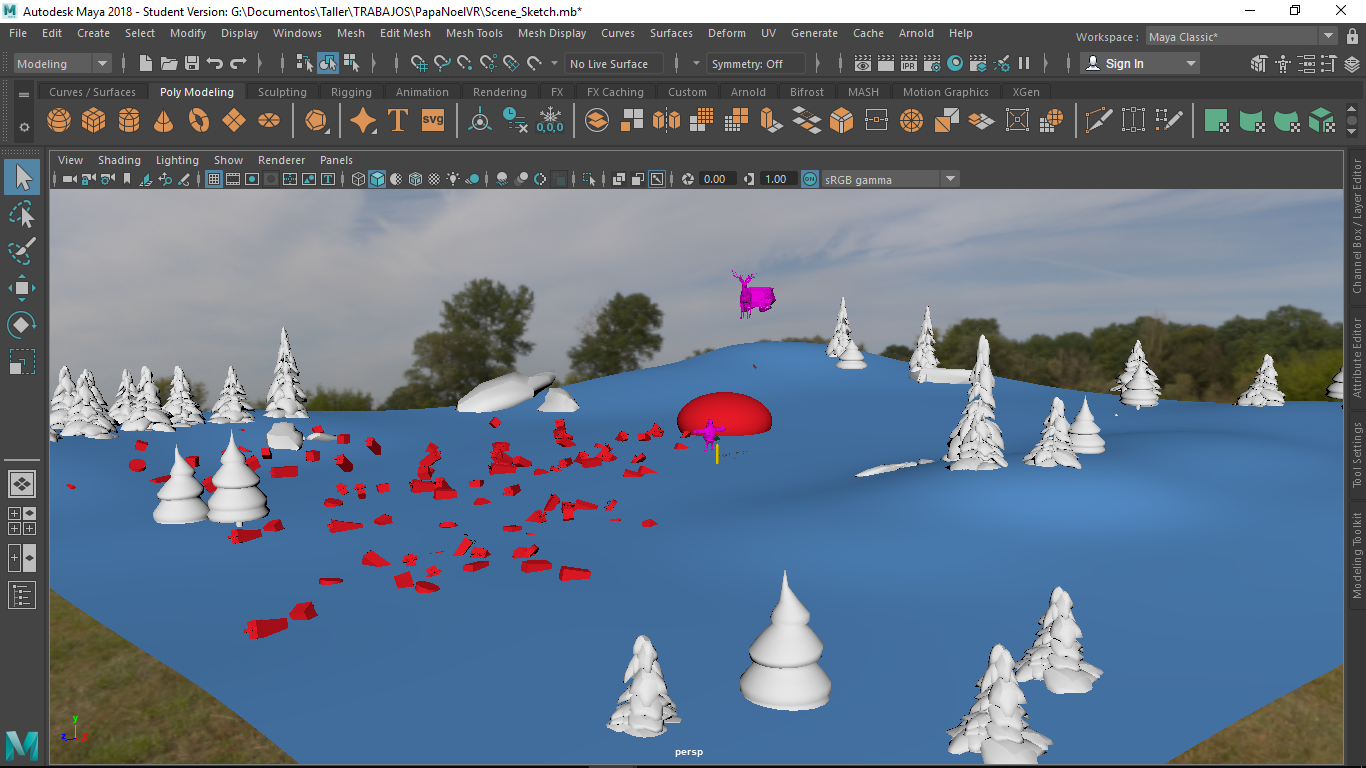 Autodesk Maya 2018 - Student Version: G:\Documentos\Taller\TRABAJOS\PapaNoelVR\Scene_Sketch.mb*
File Edit Create Select Modify Display Windows Mesh Edit Mesh Mesh Tools Mesh Display Curves Surfaces Deform UV Generate Cache Arnold Help Workspace : Maya Classic*
Modeling No Live Surface Symmetry: Off IPR Sign In
Curves / Surfaces Poly Modeling Sculpting Rigging Animation Rendering FX FX Caching Custom Arnold Bifrost MASH Motion Graphics XGen
T svg 0,0,0
View Shading Lighting Show Renderer Panels
0.00 1.00 ON sRGB gamma
Channel Box / Layer Editor
Attribute Editor
Tool Settings
Modeling Toolkit
y
z x
persp
M